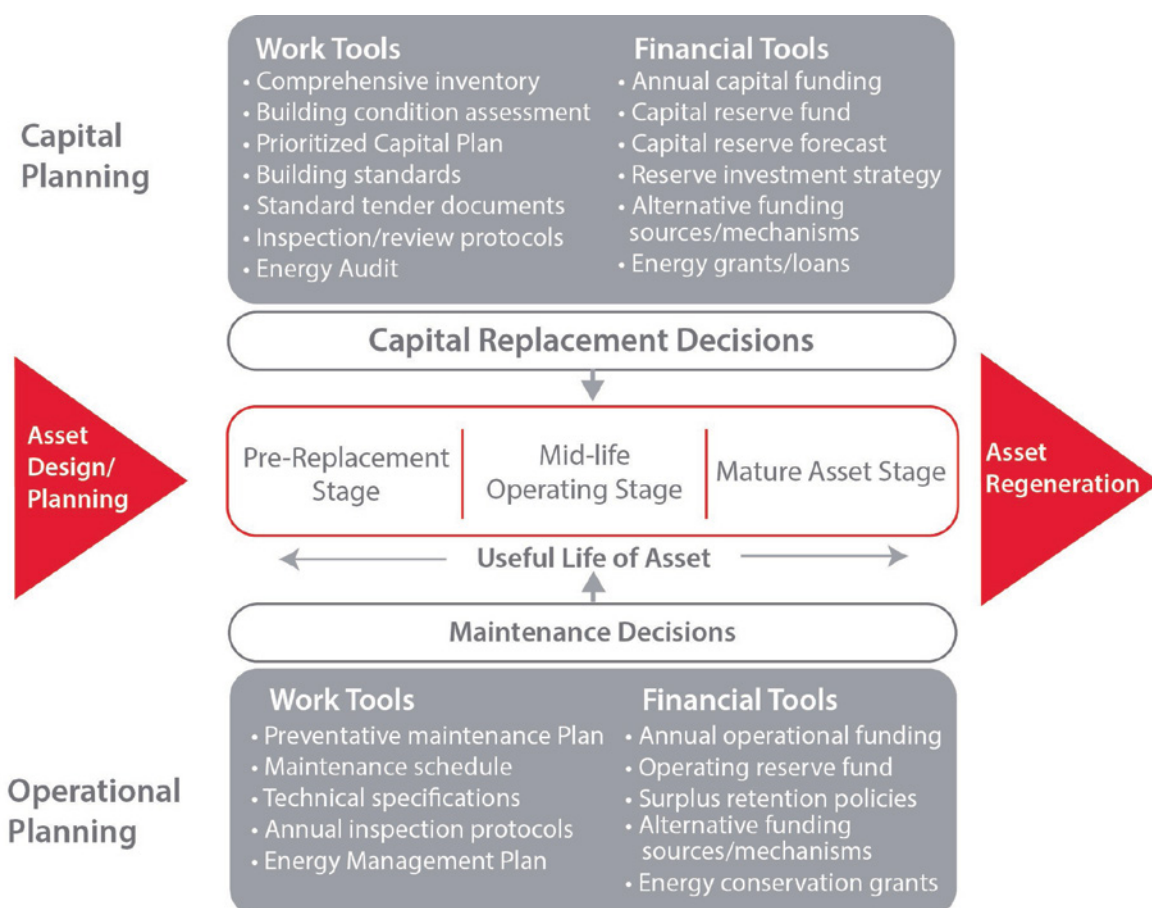 Capital
Planning
Work Tools
• Comprehensive inventory
• Building condition assessment
• Prioritized Capital Plan
• Building standards
• Standard tender documents
• Inspection/review protocols
• Energy Audit
Financial Tools
• Annual capital funding
• Capital reserve fund
• Capital reserve forecast
• Reserve investment strategy
• Alternative funding
sources/mechanisms
• Energy grants/loans
Capital Replacement Decisions
Asset
Design/
Planning
Pre-Replacement
Stage
Mid-life
Operating Stage
Mature Asset Stage
Asset
Regeneration
Useful Life of Asset
Maintenance Decisions
Operational
Planning
Work Tools
• Preventative maintenance Plan
• Maintenance schedule
• Technical specifications
• Annual inspection protocols
• Energy Management Plan
Financial Tools
• Annual operational funding
• Operating reserve fund
• Surplus retention policies
• Alternative funding
sources/mechanisms
• Energy conservation grants